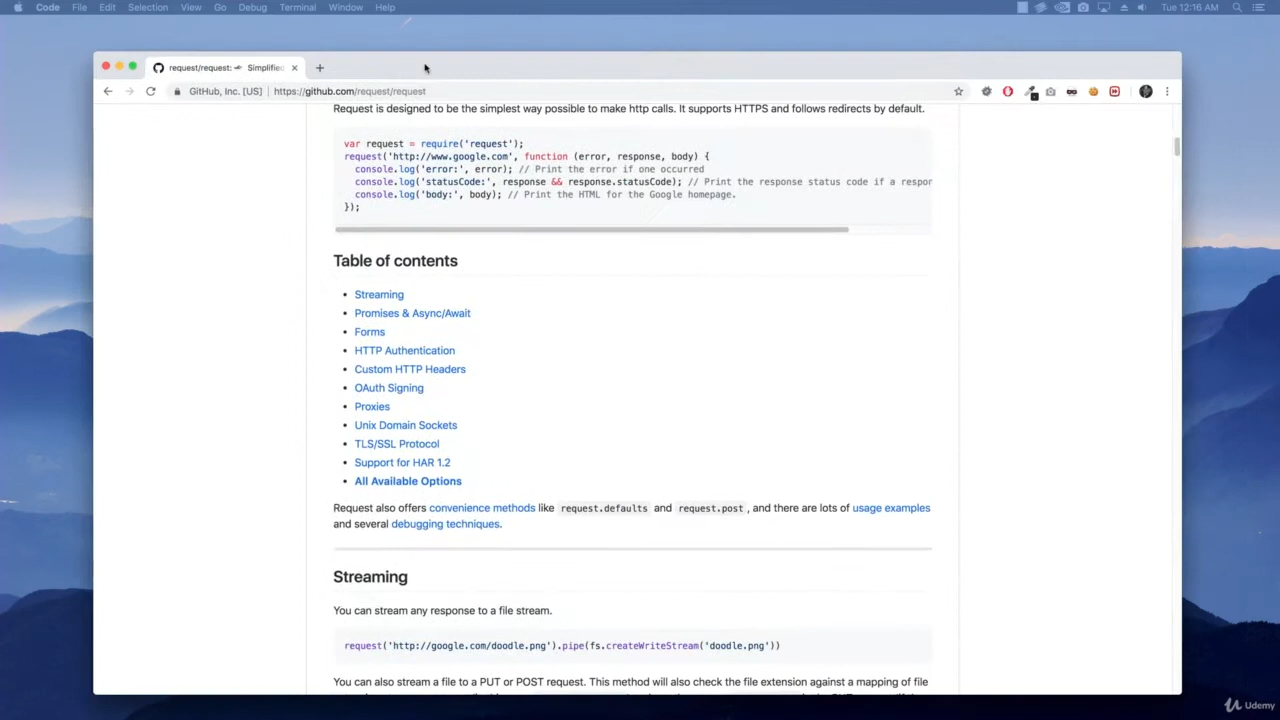 Code File Edit Selection View Go Debug Terminal Window Help Tue 12:16 AM
request/request: Simplified
GitHub, Inc. [US] | https://github.com/request/request
Request is designed to be the simplest way possible to make http calls. It supports HTTPS and follows redirects by default.
var request = require('request');
request('http://www.google.com', function (error, response, body) {
console.log('error:', error); // Print the error if one occurred
console.log('statusCode:', response && response.statusCode); // Print the response status code if a respon
console.log('body:', body); // Print the HTML for the Google homepage.
});
Table of contents
• Streaming
• Promises & Async/Await
• Forms
• HTTP Authentication
• Custom HTTP Headers
• OAuth Signing
• Proxies
• Unix Domain Sockets
• TLS/SSL Protocol
• Support for HAR 1.2
• All Available Options
Request also offers convenience methods like request.defaults and request.post , and there are lots of usage examples
and several debugging techniques.
Streaming
You can stream any response to a file stream.
request('http://google.com/doodle.png').pipe(fs.createWriteStream('doodle.png'))
You can also stream a file to a PUT or POST request. This method will also check the file extension against a mapping of file
Udemy